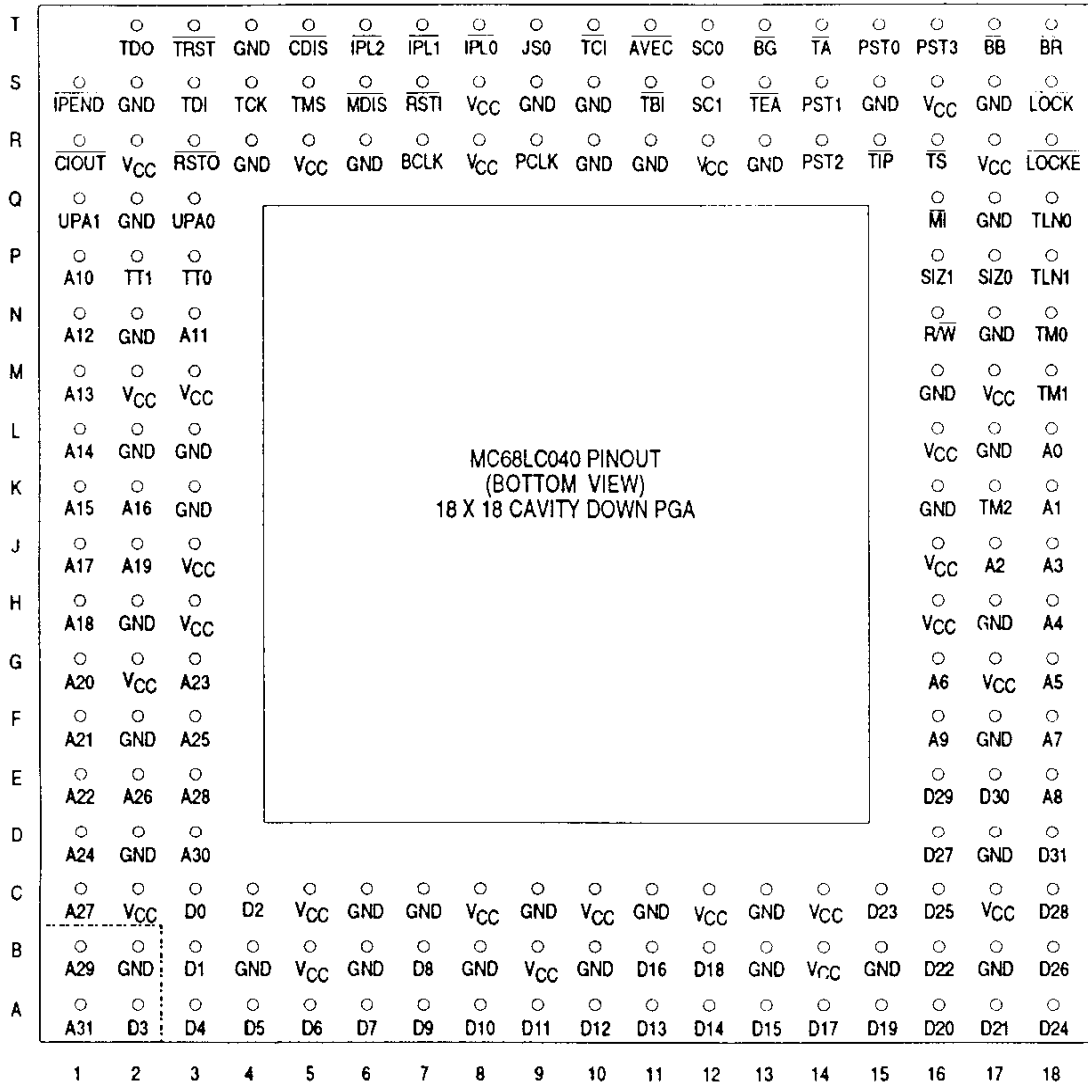 T
TDO TRST GND CDIS IPL2 IPL1 IPL0 JS0 TCI AVEC SC0 BG TA PST0 PST3 BB BR
S
IPEND GND TDI TCK TMS MDIS RSTI VCC GND GND TBI SC1 TEA PST1 GND VCC GND LOCK
R
CIOUT VCC RSTO GND VCC GND BCLK VCC PCLK GND GND VCC GND PST2 TIP TS VCC LOCKE
Q
UPA1 GND UPA0 MI GND TLN0
P
A10 TT1 TT0 SIZ1 SIZ0 TLN1
N
A12 GND A11 R/W GND TM0
M
A13 VCC VCC GND VCC TM1
L
A14 GND GND VCC GND A0
MC68LC040 PINOUT
(BOTTOM VIEW)
18 X 18 CAVITY DOWN PGA
K
A15 A16 GND GND TM2 A1
J
A17 A19 VCC VCC A2 A3
H
A18 GND VCC VCC GND A4
G
A20 VCC A23 A6 VCC A5
F
A21 GND A25 A9 GND A7
E
A22 A26 A28 D29 D30 A8
D
A24 GND A30 D27 GND D31
C
A27 VCC D0 D2 VCC GND GND VCC GND VCC GND VCC GND VCC D23 D25 VCC D28
B
A29 GND D1 GND VCC GND D8 GND VCC GND D16 D18 GND VCC GND D22 GND D26
A
A31 D3 D4 D5 D6 D7 D9 D10 D11 D12 D13 D14 D15 D17 D19 D20 D21 D24
1 2 3 4 5 6 7 8 9 10 11 12 13 14 15 16 17 18